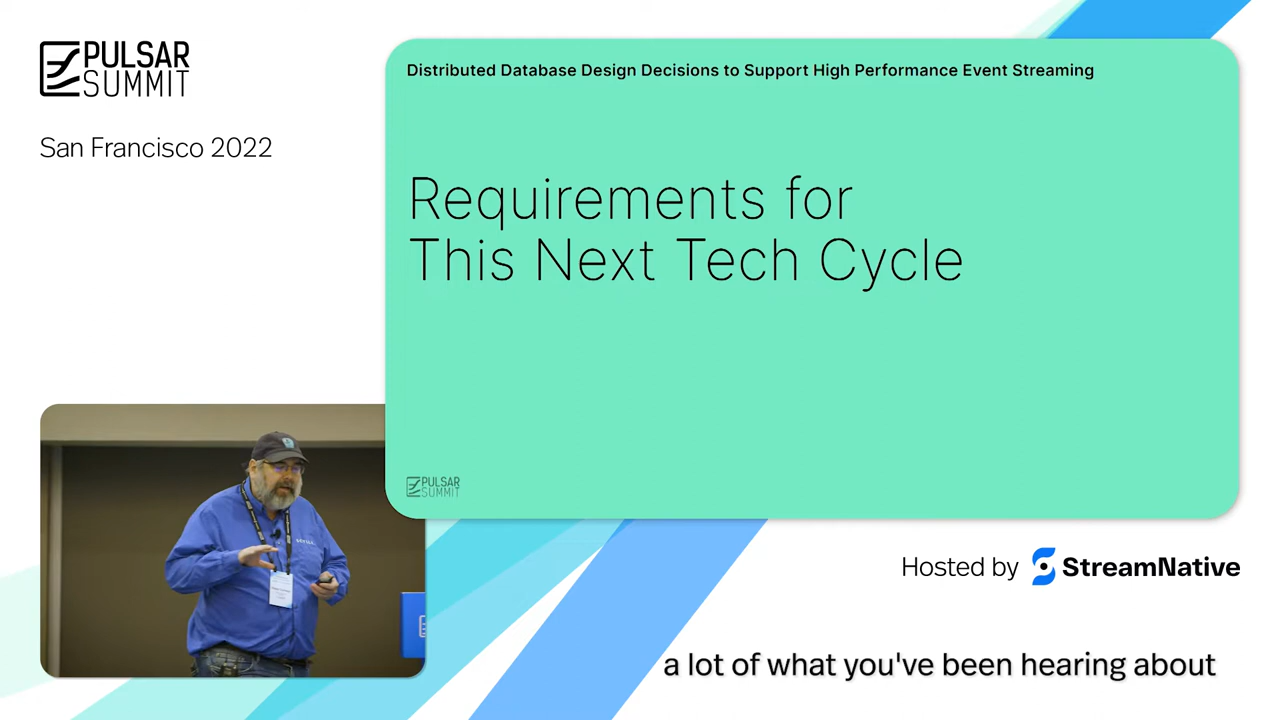 PULSAR
SUMMIT
San Francisco 2022
Distributed Database Design Decisions to Support High Performance Event Streaming
Requirements for
This Next Tech Cycle
PULSAR
SUMMIT
Hosted by StreamNative
a lot of what you've been hearing about